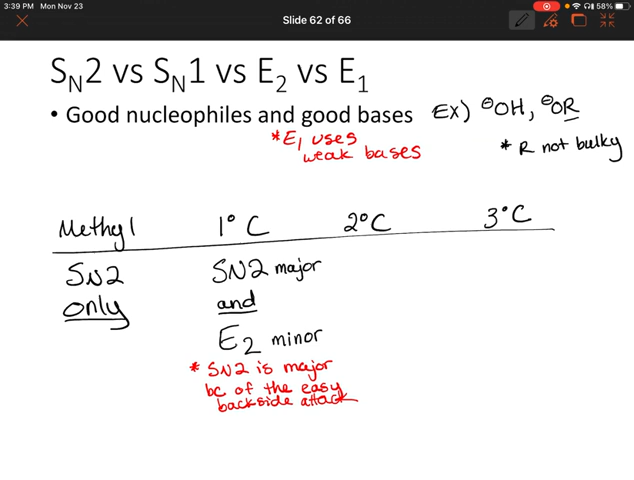 3:39 PM Mon Nov 23 58%
Slide 62 of 66
SN2 vs SN1 vs E2 vs E1
• Good nucleophiles and good bases Ex) ⊖OH, ⊖OR
* E1 uses
weak bases
* R not bulky
Methyl 1° C 2°C 3°C
SN2 SN2 major
only and
E2 minor
* SN2 is major
bc of the easy
backside attack